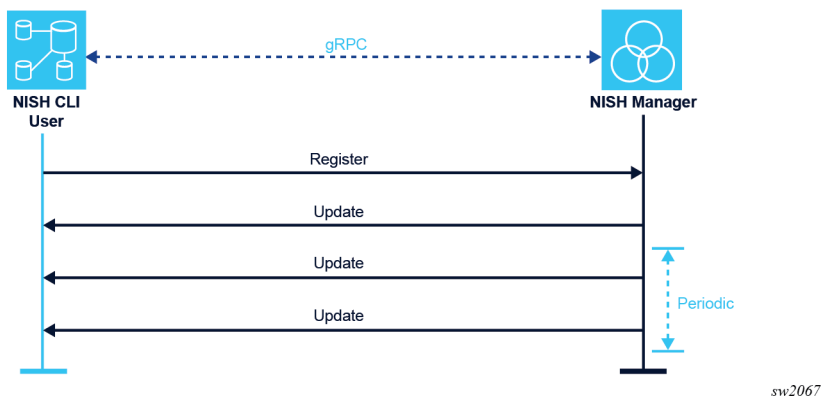 gRPC
NISH CLI
User
NISH Manager
Register
Update
Update
Periodic
Update
sw2067